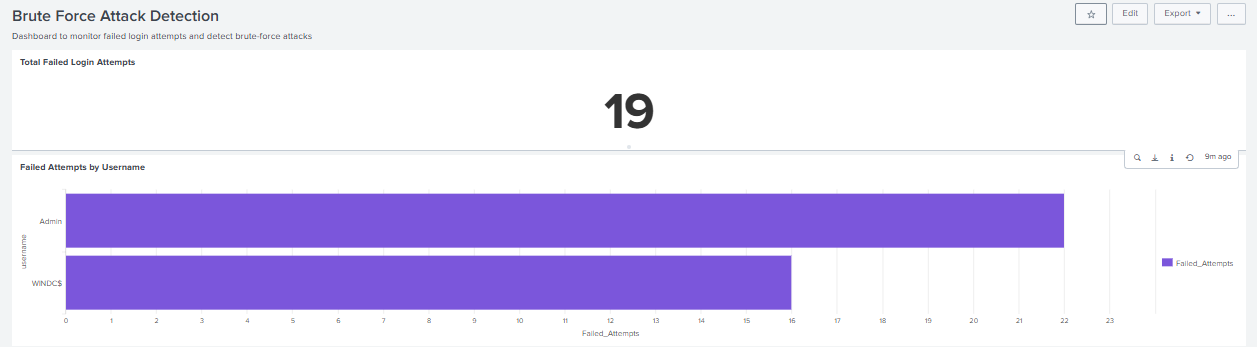 Brute Force Attack Detection
Edit
Export
...
Dashboard to monitor failed login attempts and detect brute-force attacks
Total Failed Login Attempts
19
9m ago
Failed Attempts by Username
username
Admin
WINDC$
0 1 2 3 4 5 6 7 8 9 10 11 12 13 14 15 16 17 18 19 20 21 22 23
Failed_Attempts
Failed_Attempts